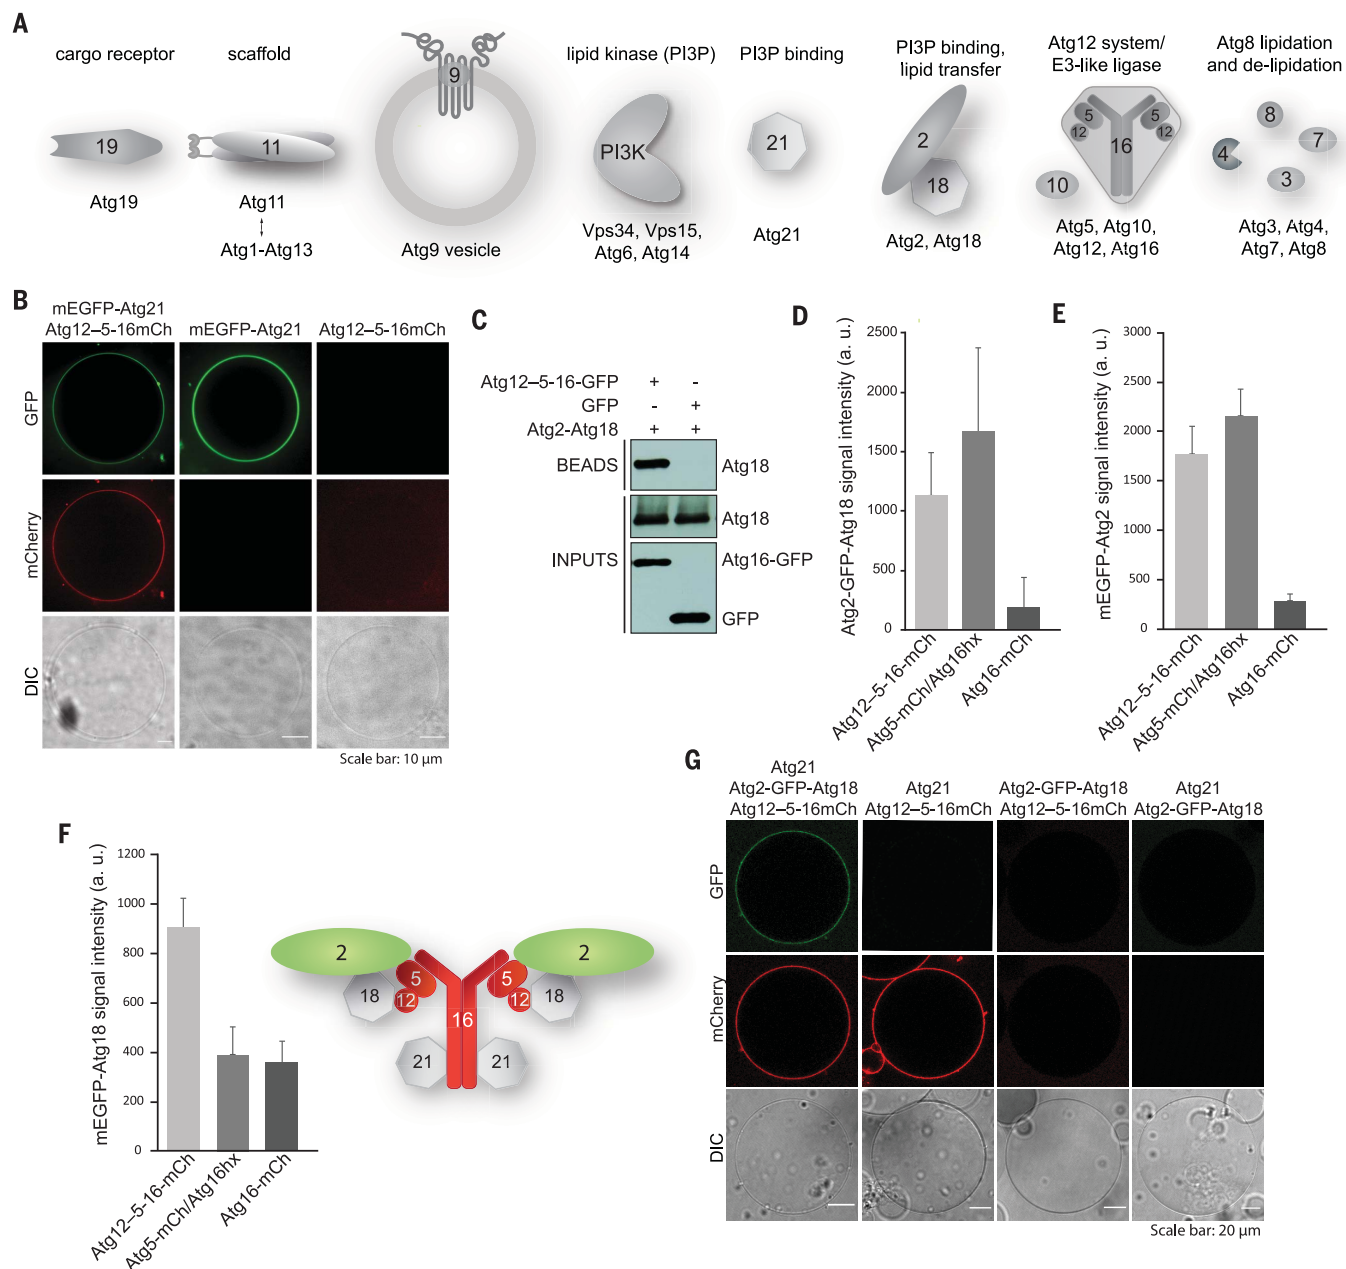 A
cargo receptor
scaffold
lipid kinase (PI3P)
PI3P binding
PI3P binding,
lipid transfer
Atg12 system/
E3-like ligase
Atg8 lipidation
and de-lipidation
19
11
9
PI3K
21
2
18
5
5
12
12
16
10
8
7
4
3
Atg19
Atg11
Atg1-Atg13
Atg9 vesicle
Vps34, Vps15,
Atg6, Atg14
Atg21
Atg2, Atg18
Atg5, Atg10,
Atg12, Atg16
Atg3, Atg4,
Atg7, Atg8
B
mEGFP-Atg21
Atg12–5-16mCh
mEGFP-Atg21
Atg12–5-16mCh
GFP
mCherry
DIC
Scale bar: 10 µm
C
Atg12–5-16-GFP + -
GFP - +
Atg2-Atg18 + +
BEADS
Atg18
INPUTS
Atg18
Atg16-GFP
GFP
D
Atg2-GFP-Atg18 signal intensity (a. u.)
2500
2000
1500
1000
500
0
Atg12–5-16-mCh
Atg5-mCh/Atg16hx
Atg16-mCh
E
mEGFP-Atg2 signal intensity (a. u.)
3000
2500
2000
1500
1000
500
0
Atg12–5-16-mCh
Atg5-mCh/Atg16hx
Atg16-mCh
F
mEGFP-Atg18 signal intensity (a. u.)
1200
1000
800
600
400
200
0
Atg12–5-16-mCh
Atg5-mCh/Atg16hx
Atg16-mCh
2
2
18
5
12
5
12
18
16
21
21
G
Atg21
Atg2-GFP-Atg18
Atg12–5-16mCh
Atg21
Atg12–5-16mCh
Atg2-GFP-Atg18
Atg12–5-16mCh
Atg21
Atg2-GFP-Atg18
GFP
mCherry
DIC
Scale bar: 20 µm